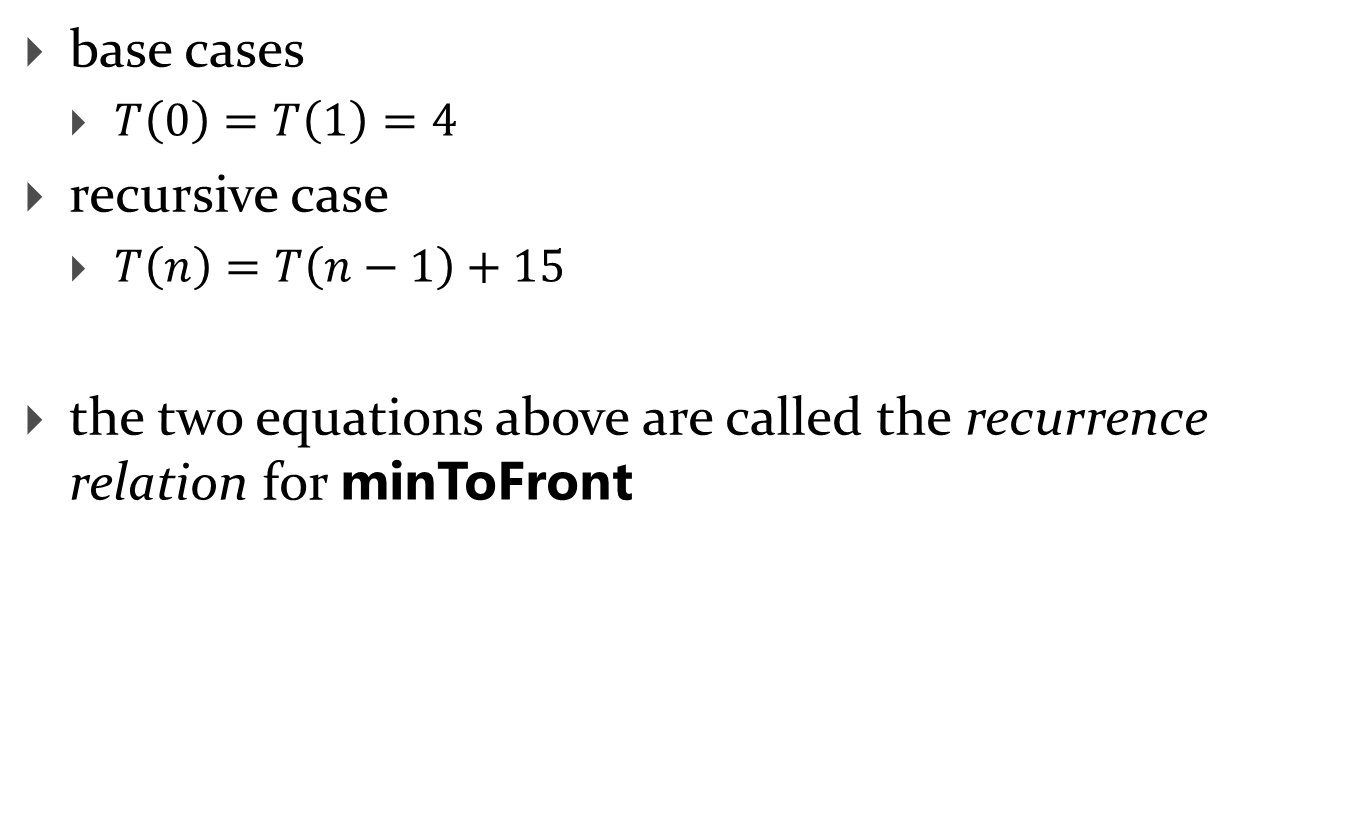 base cases
T(0) = T(1) = 4
recursive case
T(n) = T(n − 1) + 15
the two equations above are called the recurrence
relation for minToFront